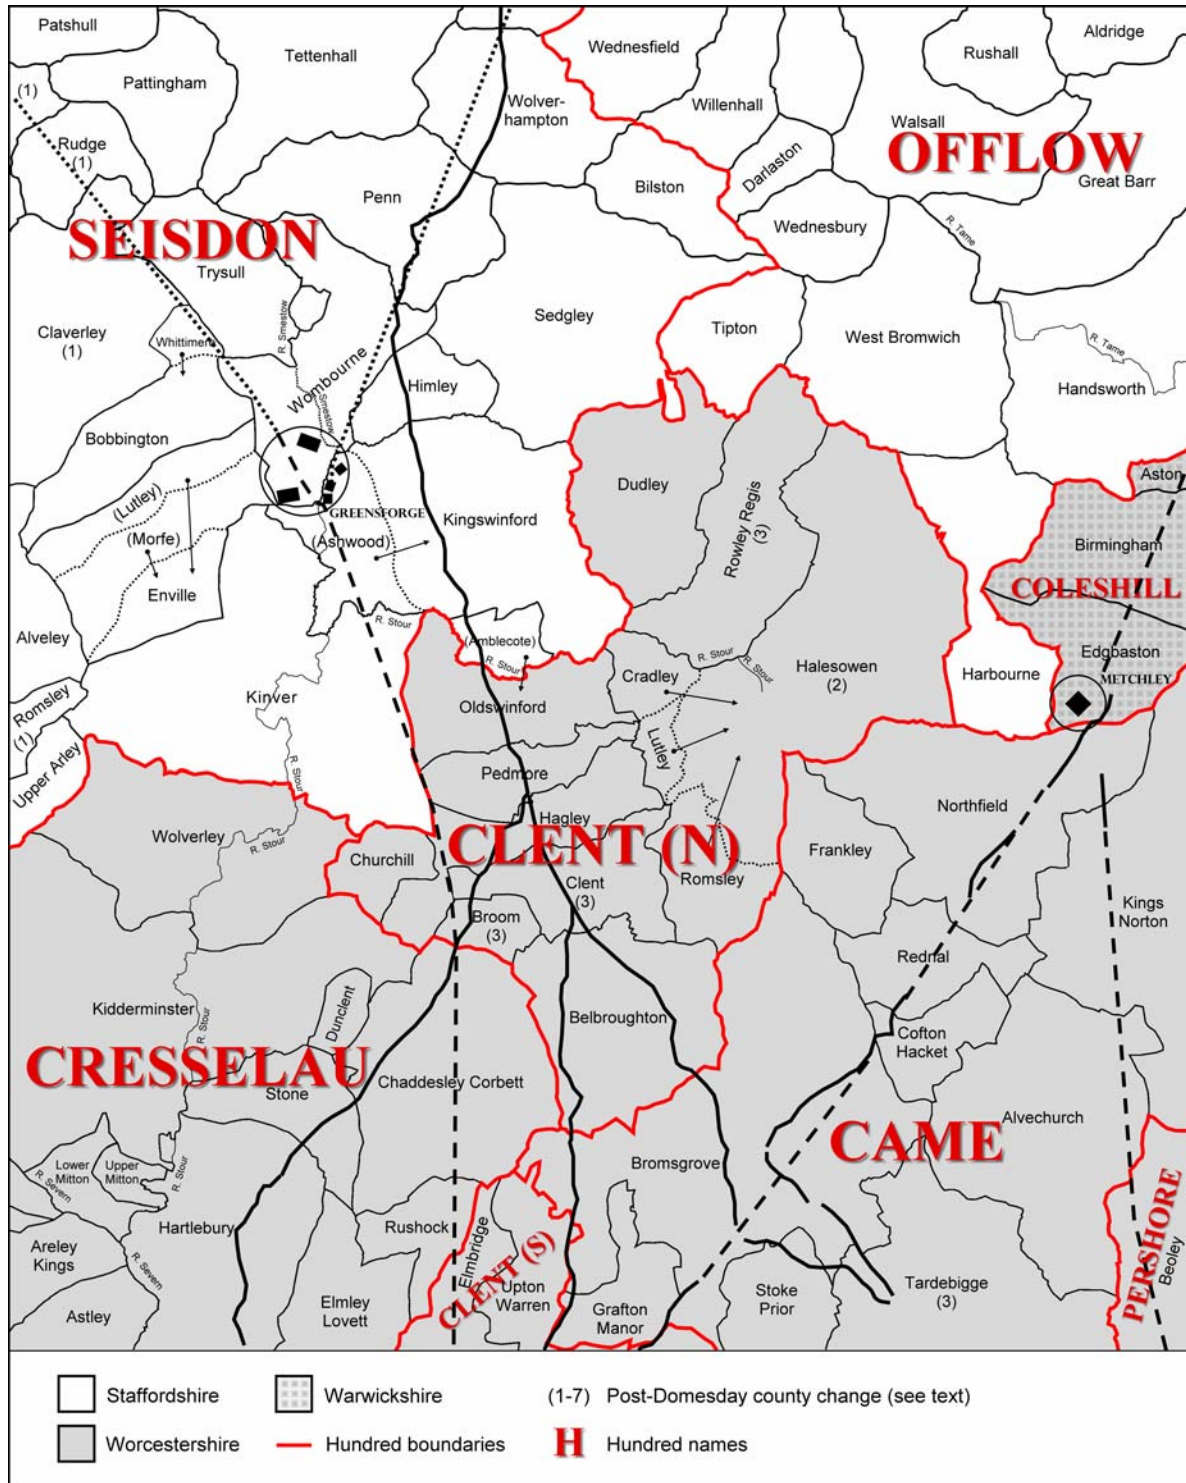 Patshull
Tettenhall
Wednesfield
Rushall
Aldridge
(1)
Pattingham
Wolver-
hampton
Willenhall
Walsall
OFFLOW
Rudge
(1)
Penn
Bilston
Darlaston
Great Barr
SEISDON
Wednesbury
R. Tame
Trysull
R. Smestow
Claverley
(1)
Whittimere
Sedgley
Tipton
West Bromwich
R. Tame
Wombourne
Smestow
Himley
Handsworth
Bobbington
Dudley
Aston
(Lutley)
GREENSFORGE
Kingswinford
Rowley Regis
(3)
(Morfe)
(Ashwood)
Birmingham
COLESHILL
Enville
Alveley
R. Stour
(Amblecote)
R. Stour
R. Stour
R. Stour
Edgbaston
METCHLEY
Romsley
(1)
Kinver
Oldswinford
Cradley
Halesowen
(2)
Harbourne
Upper Arley
R. Stour
Pedmore
Lutley
Northfield
Wolverley
R. Stour
Hagley
CLENT (N)
Churchill
Frankley
Clent
(3)
Romsley
Broom
(3)
Kings
Norton
Rednal
Kidderminster
R. Stour
Dunclent
Belbroughton
Cofton
Hacket
CRESSELAU
Stone
Chaddesley Corbett
Alvechurch
CAME
Lower
Mitton
Upper
Mitton
R. Stour
R. Severn
Bromsgrove
PERSHORE
Beoley
Hartlebury
Rushock
Elmbridge
CLENT (S)
Areley
Kings
R. Severn
Upton
Warren
Stoke
Prior
Tardebigge
(3)
Astley
Elmley
Lovett
Grafton
Manor
Staffordshire
Warwickshire
(1-7) Post-Domesday county change (see text)
Worcestershire
Hundred boundaries
H Hundred names